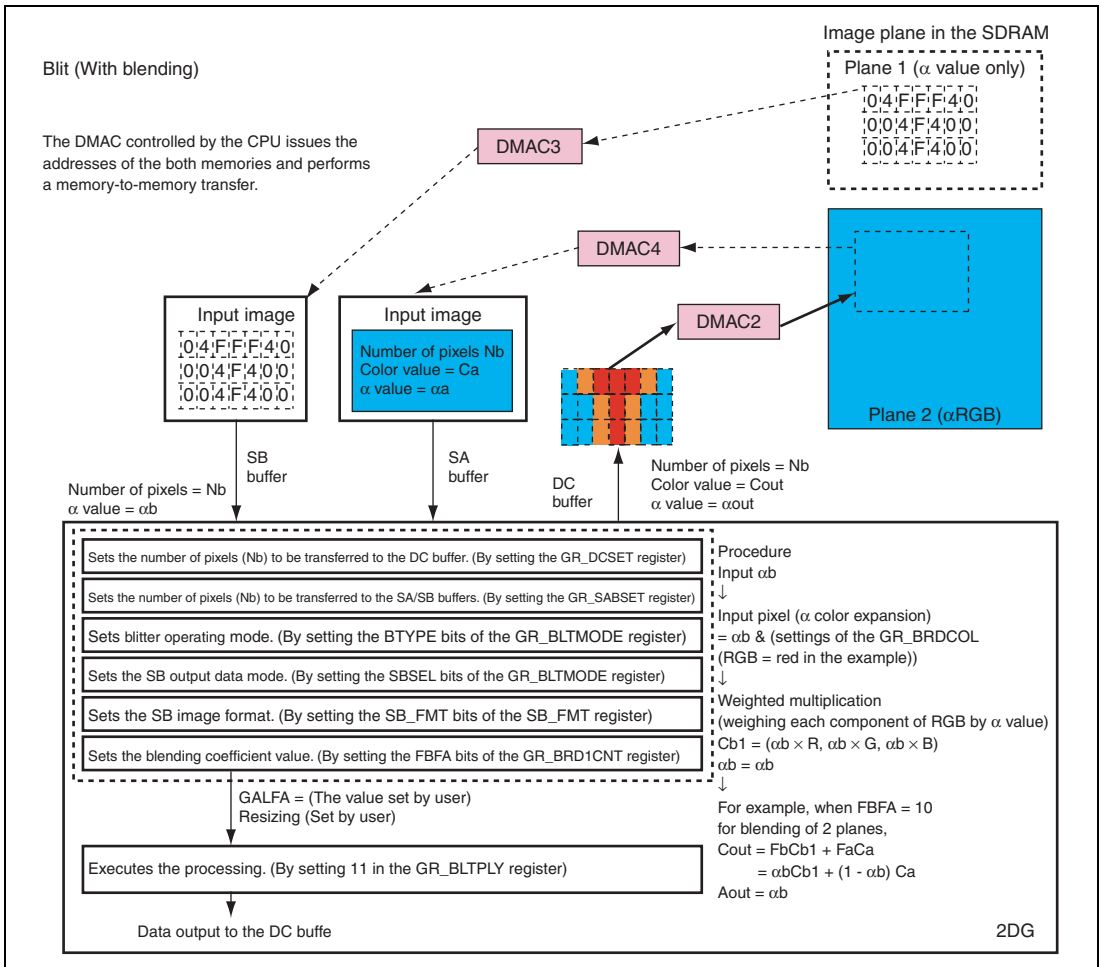 Image plane in the SDRAM
Blit (With blending)
Plane 1 (α value only)
0 4 F F F 4 0
0 0 4 F 4 0 0
0 0 4 F 4 0 0
The DMAC controlled by the CPU issues the
addresses of the both memories and performs
a memory-to-memory transfer.
DMAC3
DMAC4
DMAC2
Plane 2 (αRGB)
Input image
0 4 F F F 4 0
0 0 4 F 4 0 0
0 0 4 F 4 0 0
Input image
Number of pixels Nb
Color value = Ca
α value = αa
SB
buffer
SA
buffer
DC
buffer
Number of pixels = Nb
Color value = Cout
α value = αout
Number of pixels = Nb
α value = αb
Sets the number of pixels (Nb) to be transferred to the DC buffer. (By setting the GR_DCSET register)
Sets the number of pixels (Nb) to be transferred to the SA/SB buffers. (By setting the GR_SABSET register)
Sets blitter operating mode. (By setting the BTYPE bits of the GR_BLTMODE register)
Sets the SB output data mode. (By setting the SBSEL bits of the GR_BLTMODE register)
Sets the SB image format. (By setting the SB_FMT bits of the SB_FMT register)
Sets the blending coefficient value. (By setting the FBFA bits of the GR_BRD1CNT register)
GALFA = (The value set by user)
Resizing (Set by user)
Executes the processing. (By setting 11 in the GR_BLTPLY register)
Data output to the DC buffe
Procedure
Input αb
↓
Input pixel (α color expansion)
= αb & (settings of the GR_BRDCOL
(RGB = red in the example))
↓
Weighted multiplication
(weighing each component of RGB by α value)
Cb1 = (αb × R, αb × G, αb × B)
αb = αb
↓
For example, when FBFA = 10
for blending of 2 planes,
Cout = FbCb1 + FaCa
= αbCb1 + (1 - αb) Ca
Aout = αb
2DG